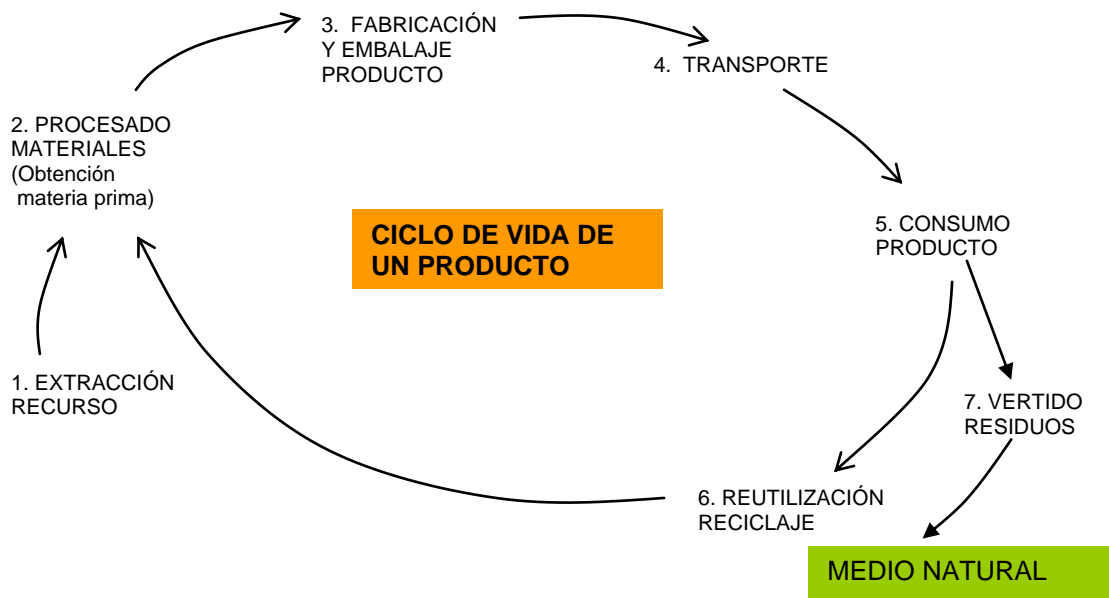 3. FABRICACIÓN
Y EMBALAJE
PRODUCTO
4. TRANSPORTE
2. PROCESADO
MATERIALES
(Obtención
materia prima)
CICLO DE VIDA DE
UN PRODUCTO
5. CONSUMO
PRODUCTO
1. EXTRACCIÓN
RECURSO
7. VERTIDO
RESIDUOS
6. REUTILIZACIÓN
RECICLAJE
MEDIO NATURAL